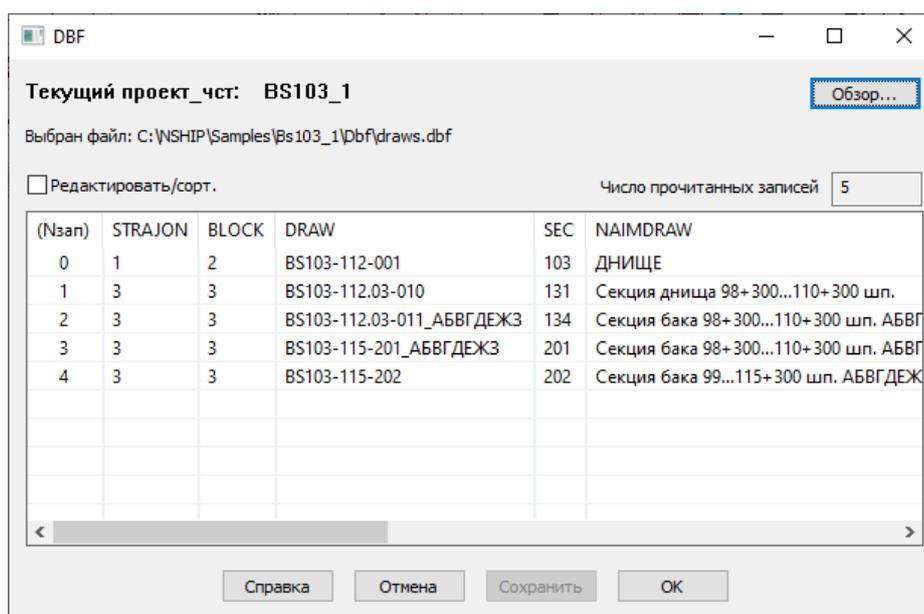 DBF
Текущий проект_чст: BS103_1
Обзор...
Выбран файл: C:\NSHIP\Samples\Bs103_1\Dbf\draws.dbf
Редактировать/сорт. Число прочитанных записей 5
(Nзап) STRAJON BLOCK DRAW SEC NAIMDRAW
0 1 2 BS103-112-001 103 ДНИЩЕ
1 3 3 BS103-112.03-010 131 Секция днища 98+300...110+300 шп.
2 3 3 BS103-112.03-011_АБВГДЕЖЗ 134 Секция бака 98+300...110+300 шп. АБВГ
3 3 3 BS103-115-201_АБВГДЕЖЗ 201 Секция бака 98+300...110+300 шп. АБВГ
4 3 3 BS103-115-202 202 Секция бака 99...115+300 шп. АБВГДЕЖ
Справка Отмена Сохранить ОК